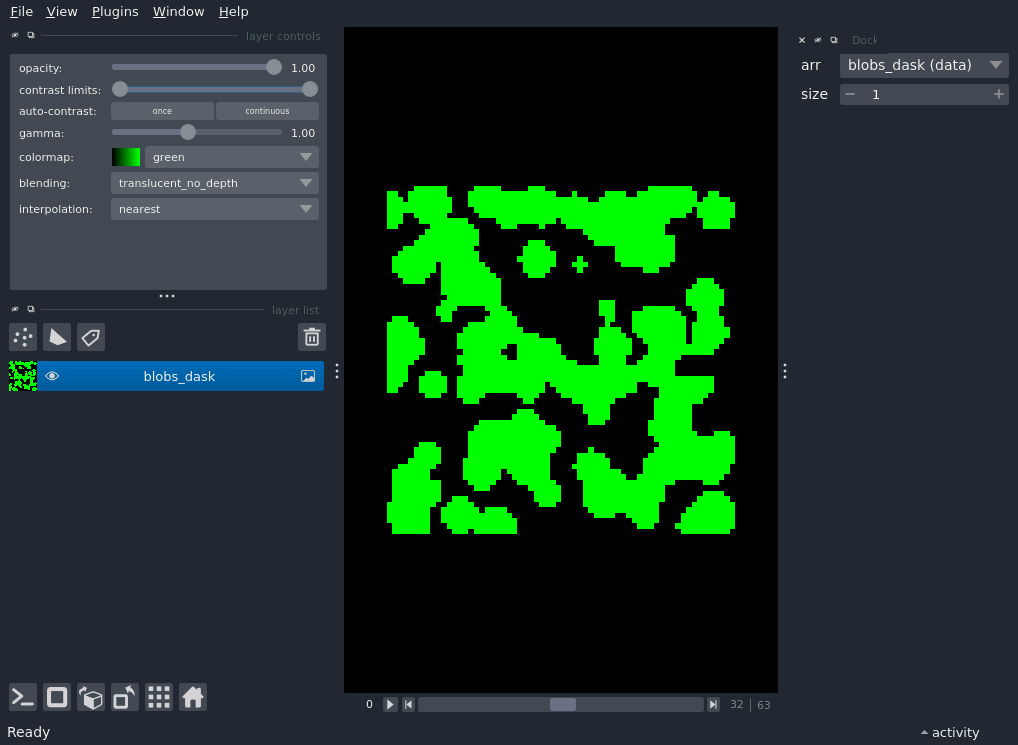 File View Plugins Window Help
layer controls
opacity: 1.00
contrast limits:
auto-contrast: once continuous
gamma: 1.00
colormap: green
blending: translucent_no_depth
interpolation: nearest
layer list
blobs_dask
Dock
arr blobs_dask (data)
size 1
0 32 63
Ready
activity